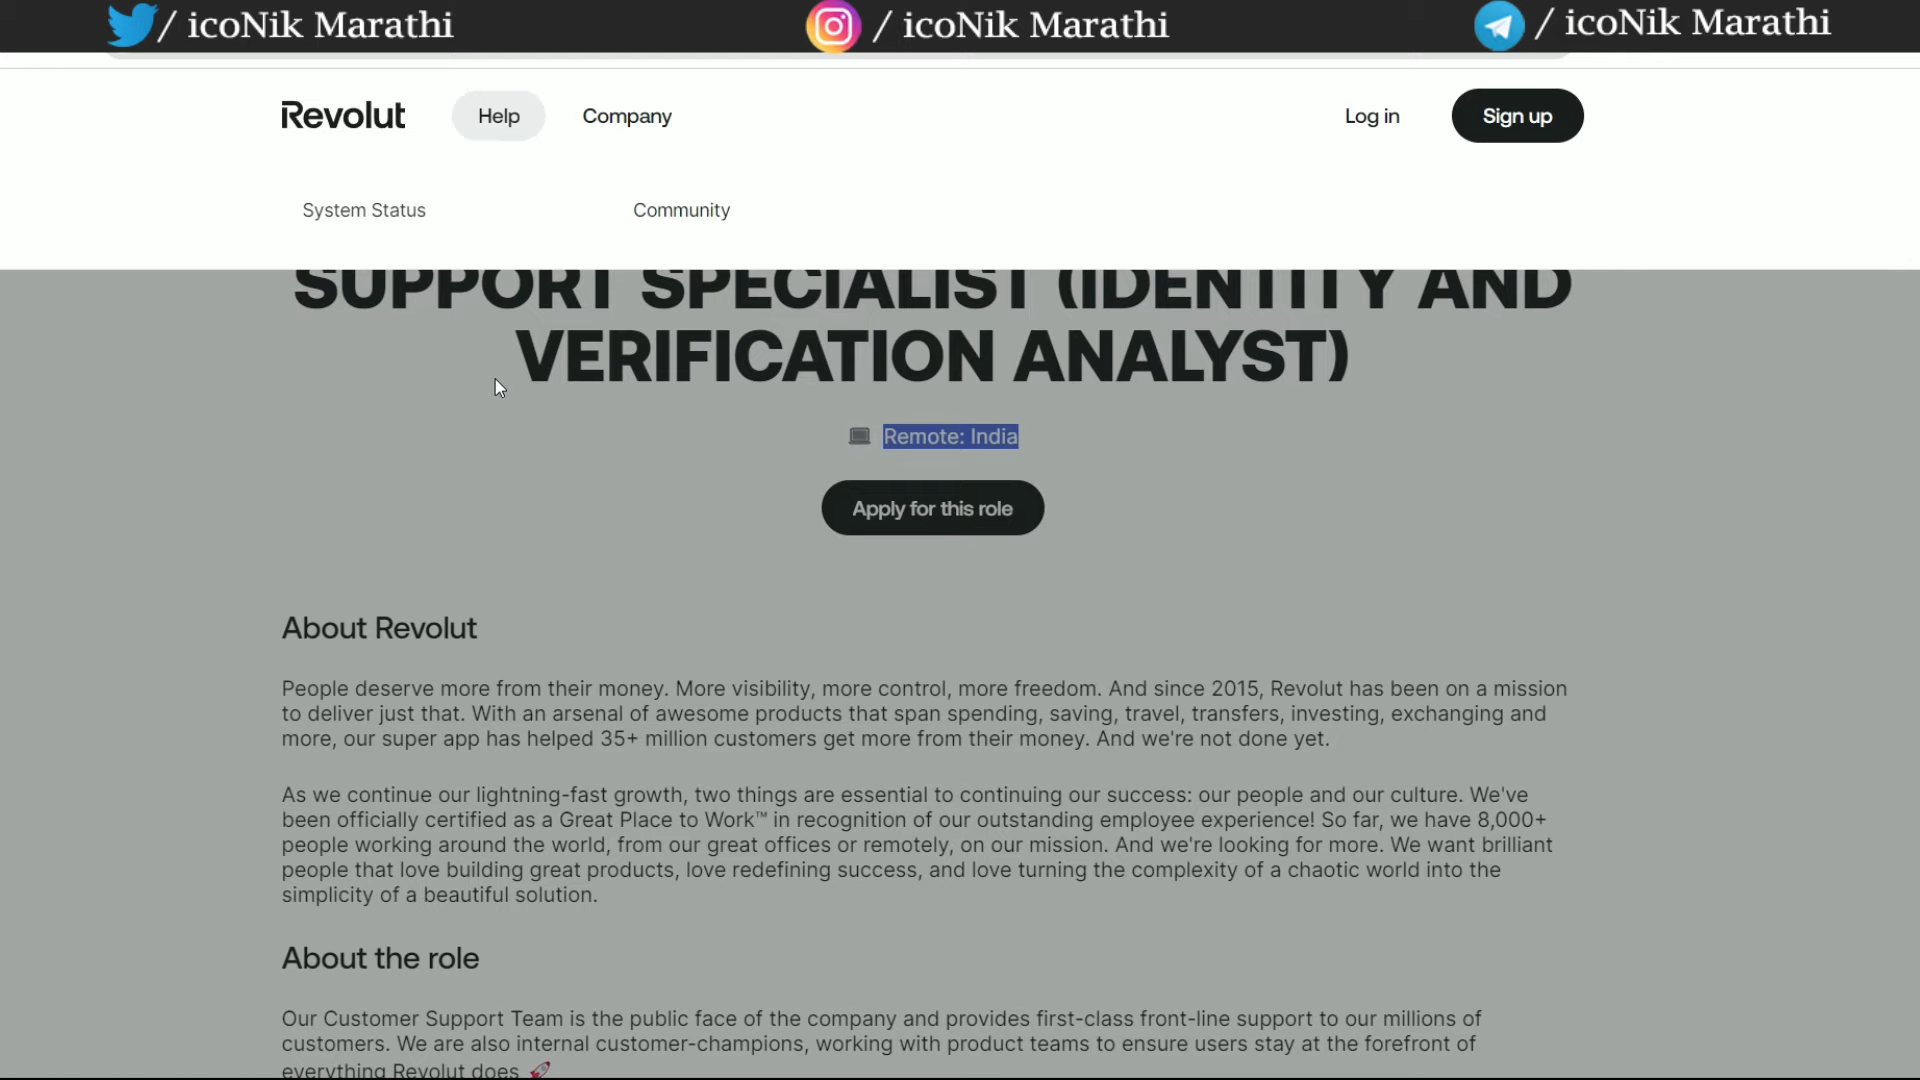 / icoNik Marathi / icoNik Marathi / icoNik Marathi
Revolut Help Company Log in Sign up
System Status Community
SUPPORT SPECIALIST (IDENTITY AND
VERIFICATION ANALYST)
Remote: India
Apply for this role
About Revolut
People deserve more from their money. More visibility, more control, more freedom. And since 2015, Revolut has been on a mission
to deliver just that. With an arsenal of awesome products that span spending, saving, travel, transfers, investing, exchanging and
more, our super app has helped 35+ million customers get more from their money. And we're not done yet.
As we continue our lightning-fast growth, two things are essential to continuing our success: our people and our culture. We've
been officially certified as a Great Place to Work™ in recognition of our outstanding employee experience! So far, we have 8,000+
people working around the world, from our great offices or remotely, on our mission. And we're looking for more. We want brilliant
people that love building great products, love redefining success, and love turning the complexity of a chaotic world into the
simplicity of a beautiful solution.
About the role
Our Customer Support Team is the public face of the company and provides first-class front-line support to our millions of
customers. We are also internal customer-champions, working with product teams to ensure users stay at the forefront of
everything Revolut does 🚀